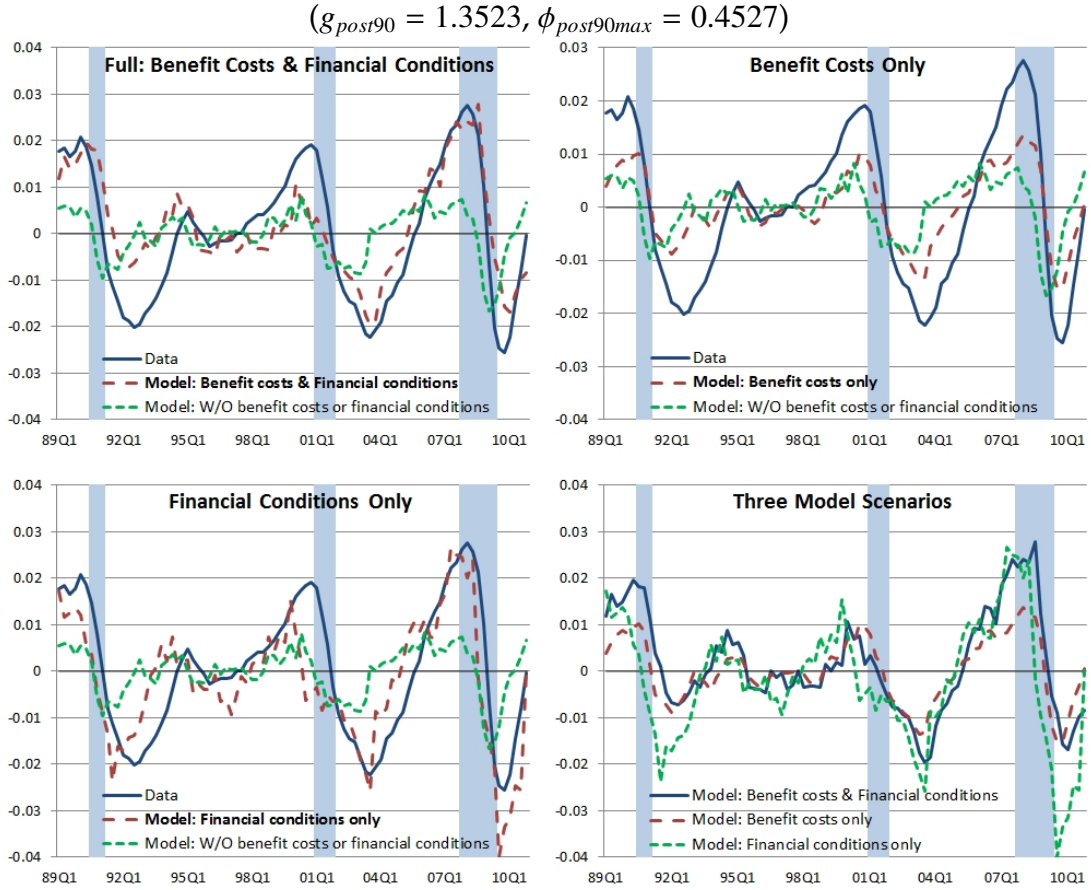 (g_post90 = 1.3523, ϕ_post90max = 0.4527)
Full: Benefit Costs & Financial Conditions
0.04
0.03
0.02
0.01
0
-0.01
-0.02
-0.03
-0.04
Data
Model: Benefit costs & Financial conditions
Model: W/O benefit costs or financial conditions
89Q1 92Q1 95Q1 98Q1 01Q1 04Q1 07Q1 10Q1
Benefit Costs Only
0.03
0.02
0.01
0
-0.01
-0.02
-0.03
-0.04
Data
Model: Benefit costs only
Model: W/O benefit costs or financial conditions
89Q1 92Q1 95Q1 98Q1 01Q1 04Q1 07Q1 10Q1
Financial Conditions Only
0.04
0.03
0.02
0.01
0
-0.01
-0.02
-0.03
-0.04
Data
Model: Financial conditions only
Model: W/O benefit costs or financial conditions
89Q1 92Q1 95Q1 98Q1 01Q1 04Q1 07Q1 10Q1
Three Model Scenarios
0.04
0.03
0.02
0.01
0
-0.01
-0.02
-0.03
-0.04
Model: Benefit costs & Financial conditions
Model: Benefit costs only
Model: Financial conditions only
89Q1 92Q1 95Q1 98Q1 01Q1 04Q1 07Q1 10Q1